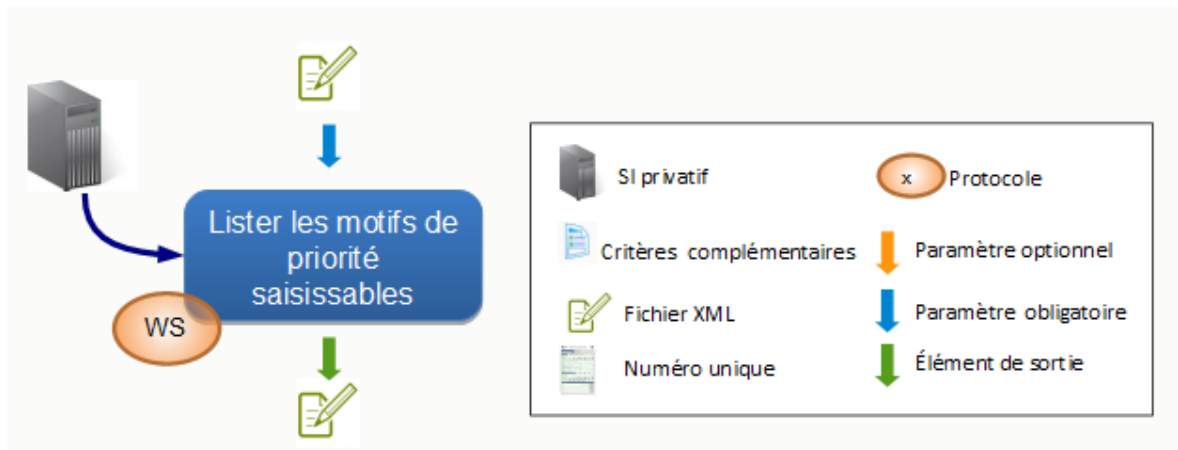 Lister les motifs de
priorité
saisissables
WS
SI privatif
x Protocole
Critères complémentaires
Paramètre optionnel
Fichier XML
Paramètre obligatoire
Numéro unique
Élément de sortie